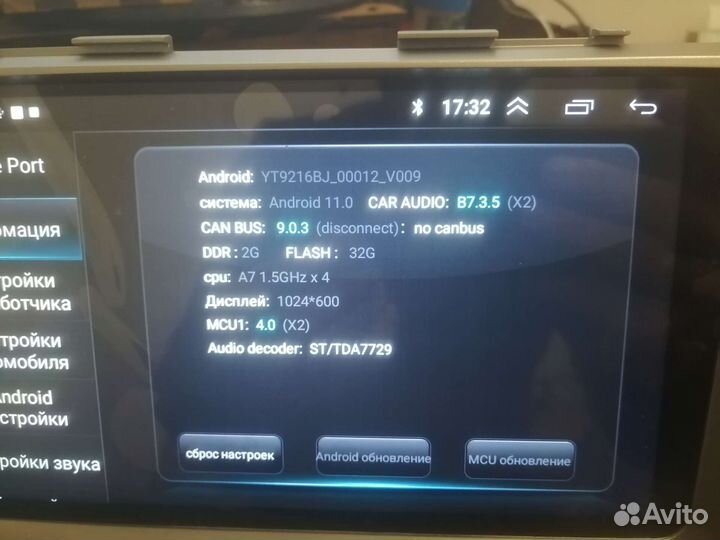 17:32
e Port
мация
тройки
ботчика
тройки
омобиля
Android
стройки
ройки звука
Android: YT9216BJ_00012_V009
система: Android 11.0 CAR AUDIO: B7.3.5 (X2)
CAN BUS: 9.0.3 (disconnect): no canbus
DDR: 2G FLASH: 32G
cpu: A7 1.5GHz x 4
Дисплей: 1024*600
MCU1: 4.0 (X2)
Audio decoder: ST/TDA7729
сброс настроек
Android обновление
MCU обновление
Avito